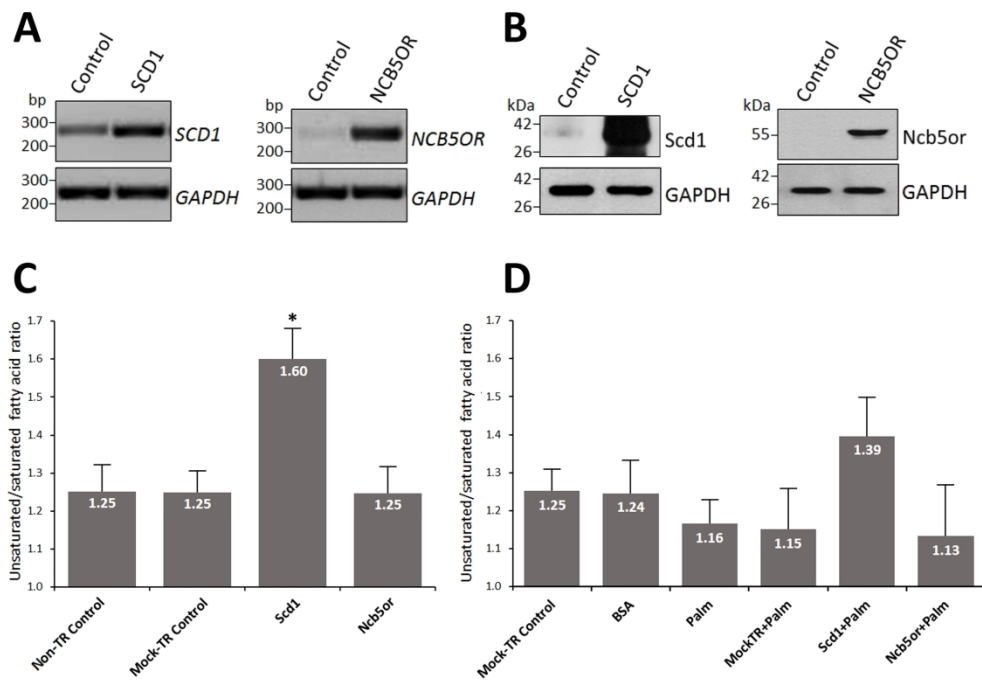 A
Control
SCD1
bp
300
200
SCD1
300
200
GAPDH
Control
NCB5OR
bp
300
200
NCB5OR
300
200
GAPDH
B
Control
SCD1
kDa
42
26
Scd1
42
26
GAPDH
Control
NCB5OR
kDa
55
Ncb5or
42
26
GAPDH
C
Unsaturated/saturated fatty acid ratio
1.7
1.6
1.5
1.4
1.3
1.2
1.1
1.0
*
1.25
1.25
1.60
1.25
Non-TR Control
Mock-TR Control
Scd1
Ncb5or
D
Unsaturated/saturated fatty acid ratio
1.7
1.6
1.5
1.4
1.3
1.2
1.1
1.0
1.25
1.24
1.16
1.15
1.39
1.13
Mock-TR Control
BSA
Palm
MockTR+Palm
Scd1+Palm
Ncb5or+Palm